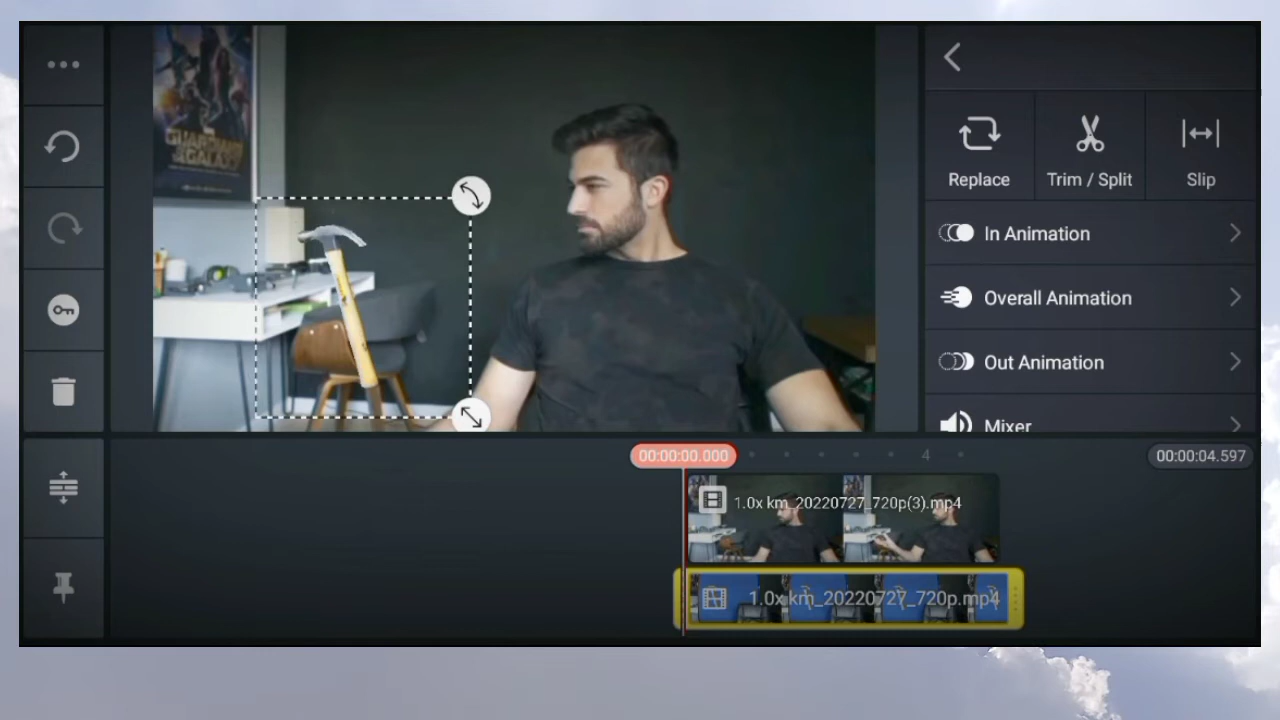 GUARDIANS
OF THE
GALAXY
Replace
Trim / Split
Slip
In Animation
Overall Animation
Out Animation
Mixer
00:00:00.000
4
00:00:04.597
1.0x km_20220727_720p(3).mp4
1.0x km_20220727_720p.mp4